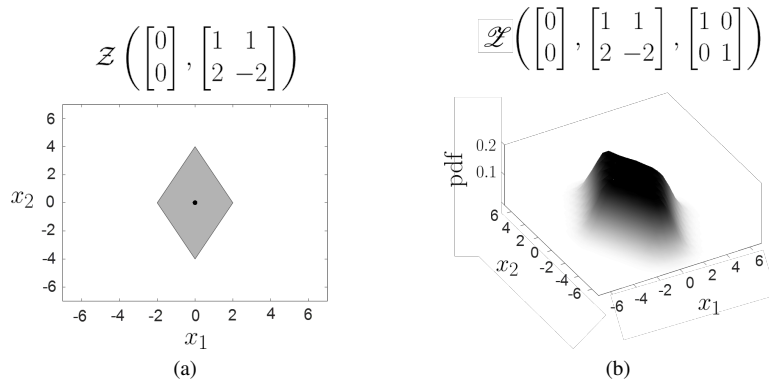 𝒵 ( [0 0] , [1 1 2 −2] )
6
4
2
0
-2
-4
-6
x₂
-6 -4 -2 0 2 4 6
x₁
(a)
𝒵 ( [0 0] , [1 1 2 −2] , [1 0 0 1] )
0.2
0.1
pdf
6
4
2
0
-2
-4
-6
x₂
-6 -4 -2 0 2 4 6
x₁
(b)